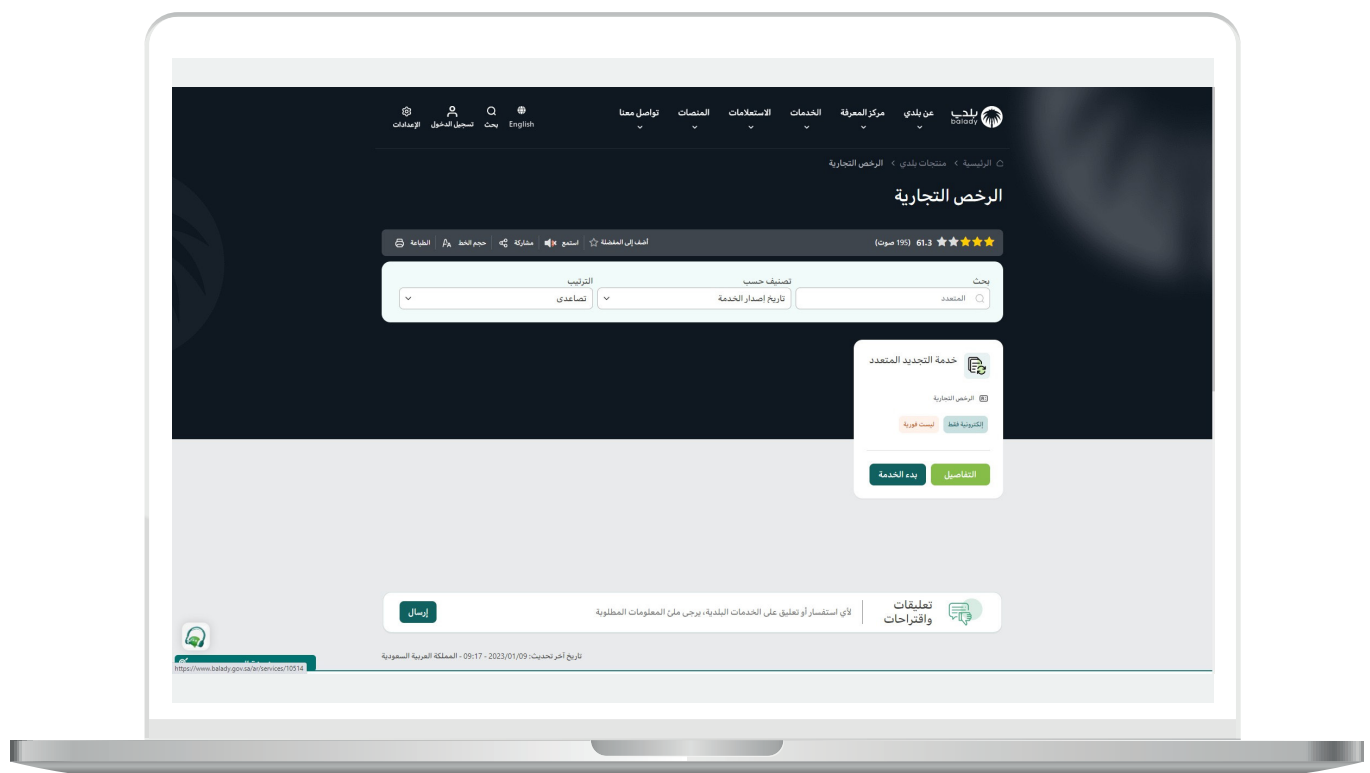 بلدي
balady
عن بلدي
مركز المعرفة
الخدمات
الاستعلامات
المنصات
تواصل معنا
English
بحث
تسجيل الدخول
الإعدادات
الرئيسية > منتجات بلدي > الرخص التجارية
الرخص التجارية
61.3 (195 صوت)
أضف إلى المفضلة
استمع
مشاركة
حجم الخط
الطباعة
بحث
المتعدد
تصنيف حسب
تاريخ إصدار الخدمة
الترتيب
تصاعدى
خدمة التجديد المتعدد
الرخص التجارية
إلكترونية فقط
ليست فورية
التفاصيل
بدء الخدمة
تعليقات
واقتراحات
لأي استفسار أو تعليق على الخدمات البلدية، يرجى ملئ المعلومات المطلوبة
إرسال
تاريخ آخر تحديث: 2023/01/09 - 09:17 - المملكة العربية السعودية
https://www.balady.gov.sa/ar/services/10514